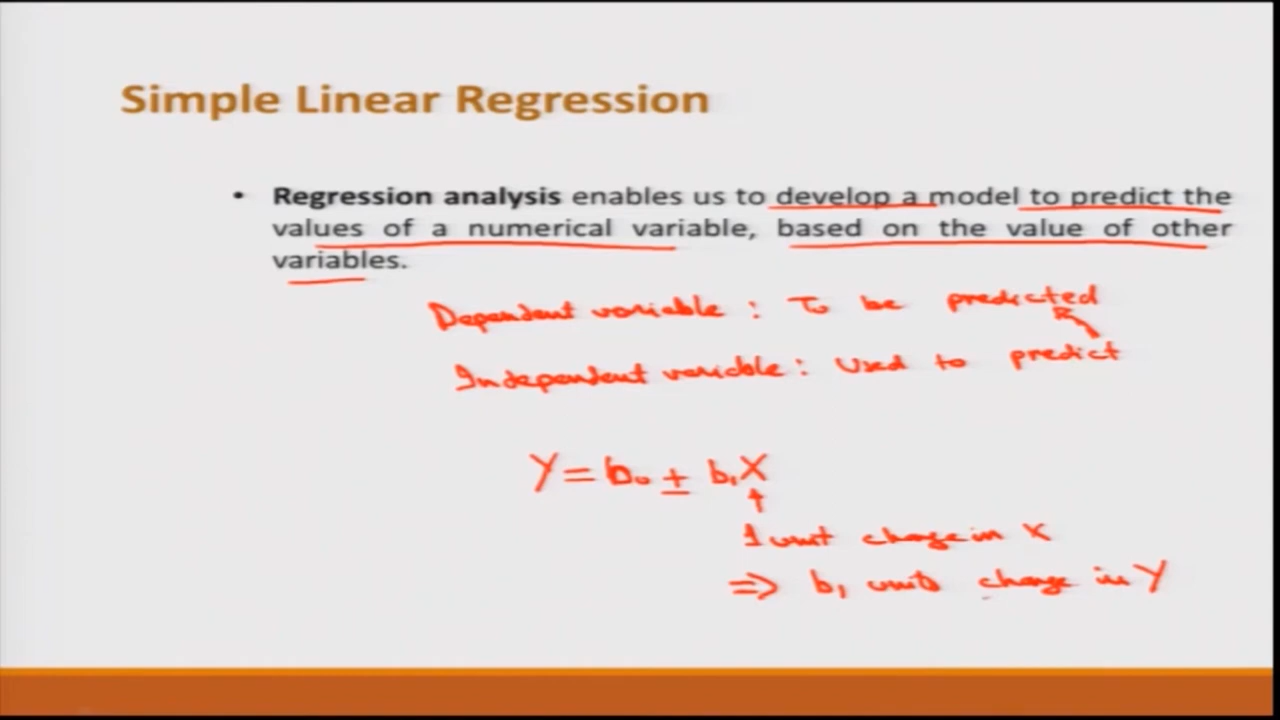 Simple Linear Regression
• Regression analysis enables us to develop a model to predict the
values of a numerical variable, based on the value of other
variables.
Dependent variable : To be predicted
Independent variable : Used to predict
Y = b₀ ± b₁X
1 unit change in X
⇒ b₁ units change in Y